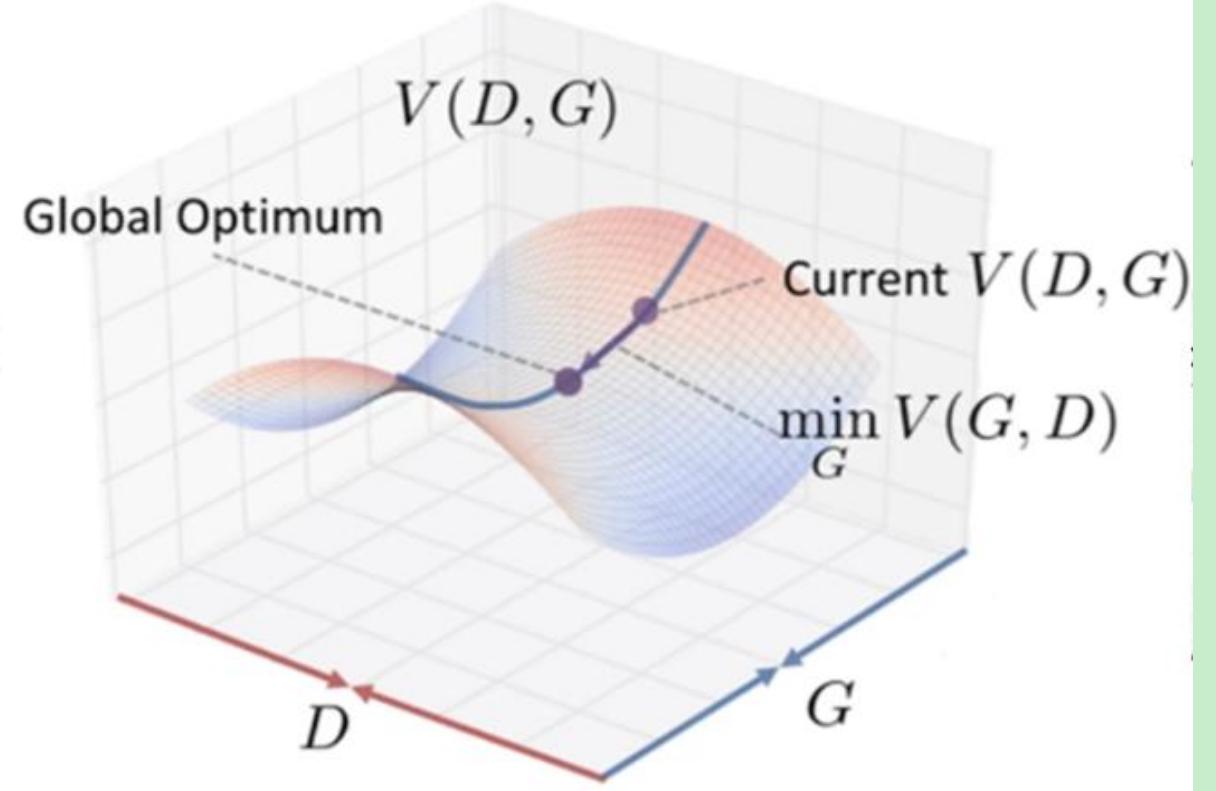 V(D, G)
Global Optimum
Current V(D, G)
min V(G, D)
G
D
G